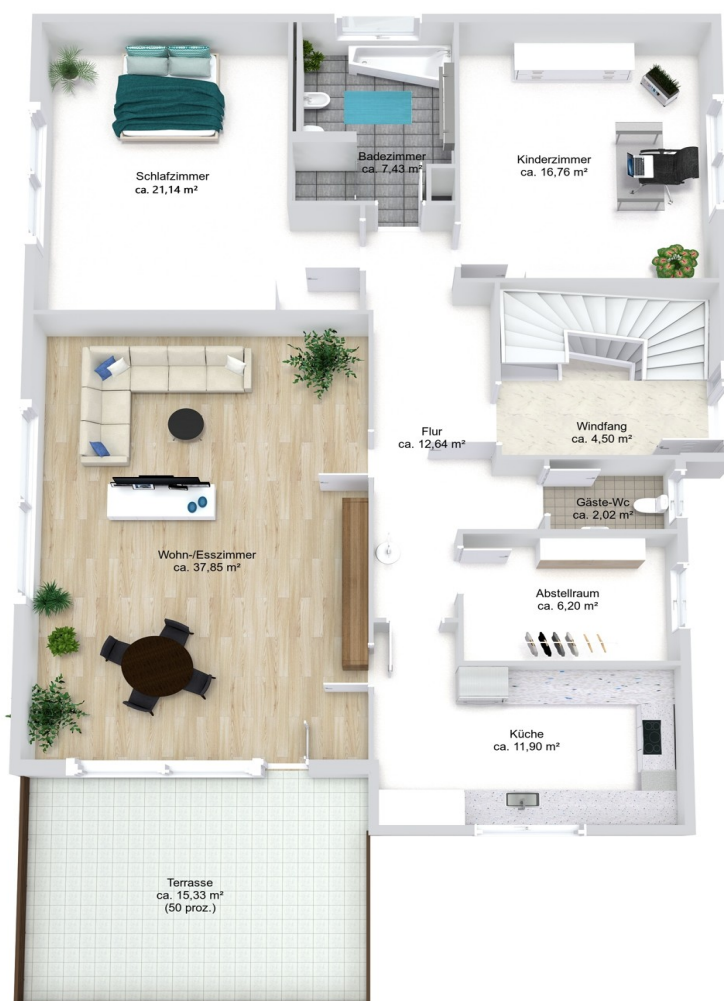 Schlafzimmer
ca. 21,14 m²
Badezimmer
ca. 7,43 m²
Kinderzimmer
ca. 16,76 m²
Flur
ca. 12,64 m²
Windfang
ca. 4,50 m²
Gäste-Wc
ca. 2,02 m²
Wohn-/Esszimmer
ca. 37,85 m²
Abstellraum
ca. 6,20 m²
Küche
ca. 11,90 m²
Terrasse
ca. 15,33 m²
(50 proz.)